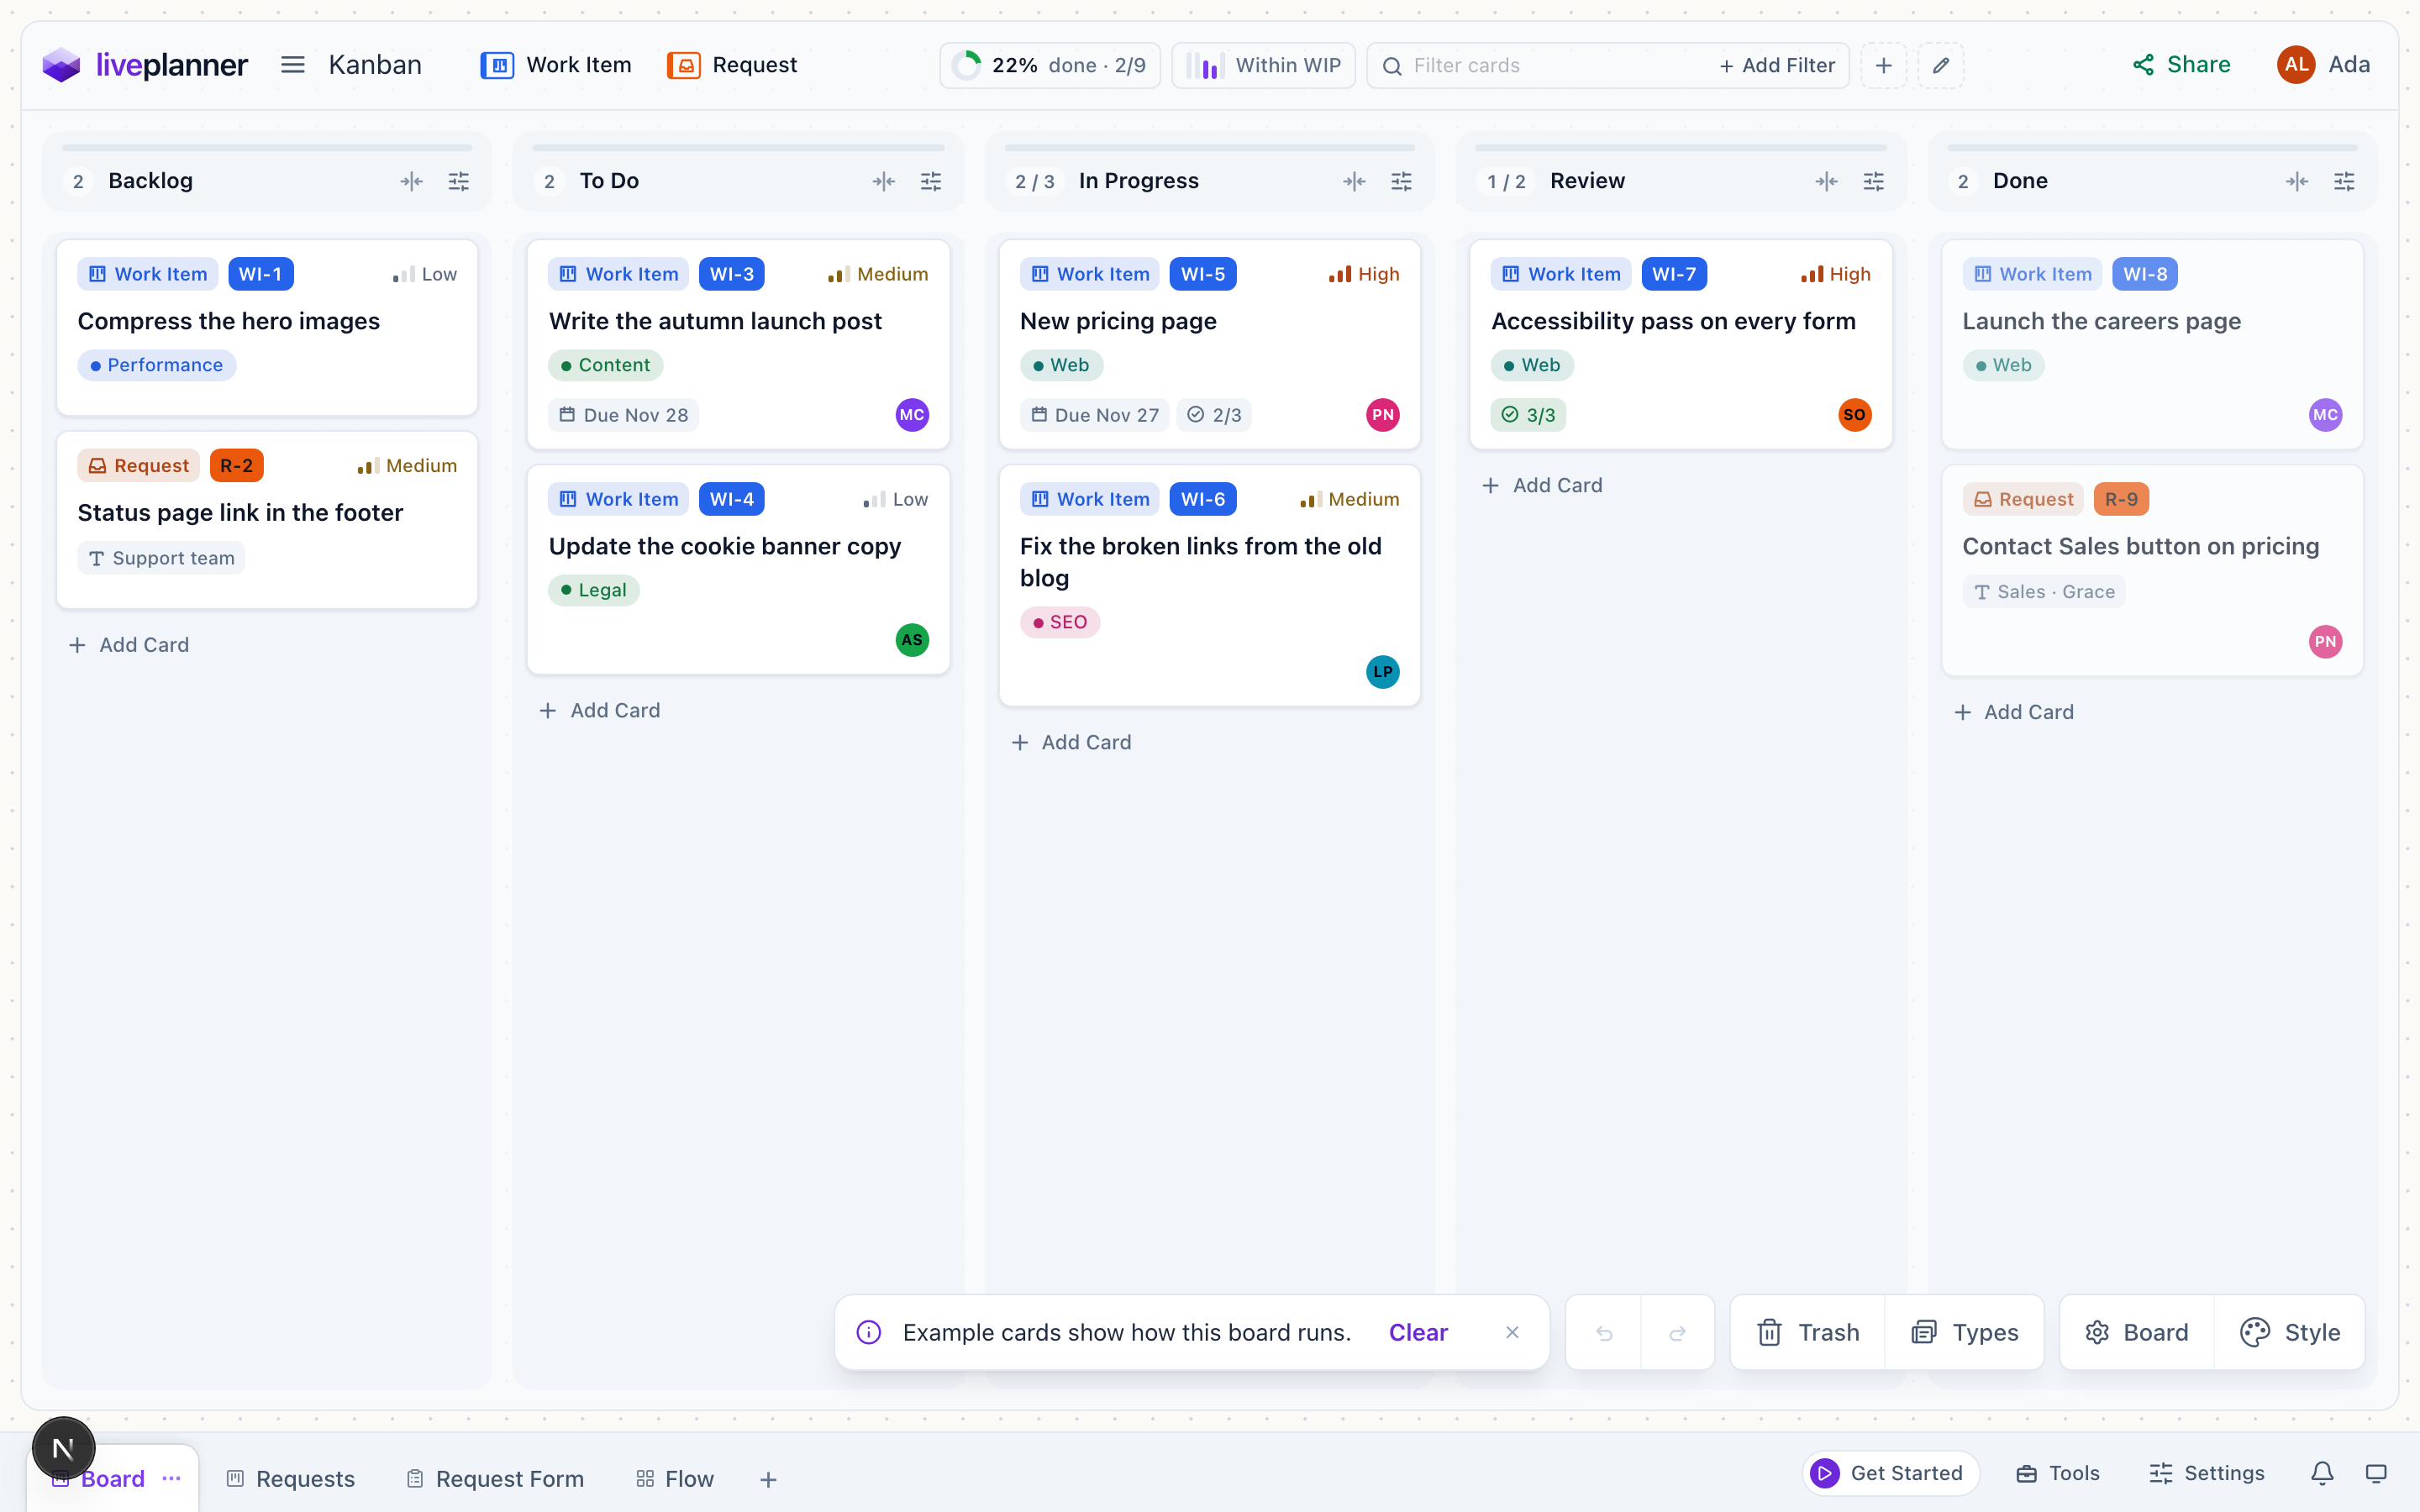 liveplanner
Kanban
Work Item
Request
22% done · 2/9
Within WIP
Filter cards
+ Add Filter
Share
AL
Ada
2 Backlog
Work Item WI-1 Low
Compress the hero images
Performance
Request R-2 Medium
Status page link in the footer
Support team
+ Add Card
2 To Do
Work Item WI-3 Medium
Write the autumn launch post
Content
Due Nov 28 MC
Work Item WI-4 Low
Update the cookie banner copy
Legal
AS
+ Add Card
2 / 3 In Progress
Work Item WI-5 High
New pricing page
Web
Due Nov 27 2/3 PN
Work Item WI-6 Medium
Fix the broken links from the old
blog
SEO
LP
+ Add Card
1 / 2 Review
Work Item WI-7 High
Accessibility pass on every form
Web
3/3 SO
+ Add Card
2 Done
Work Item WI-8
Launch the careers page
Web
MC
Request R-9
Contact Sales button on pricing
Sales · Grace
PN
+ Add Card
Example cards show how this board runs. Clear
Trash
Types
Board
Style
N
Board
Requests
Request Form
Flow
Get Started
Tools
Settings